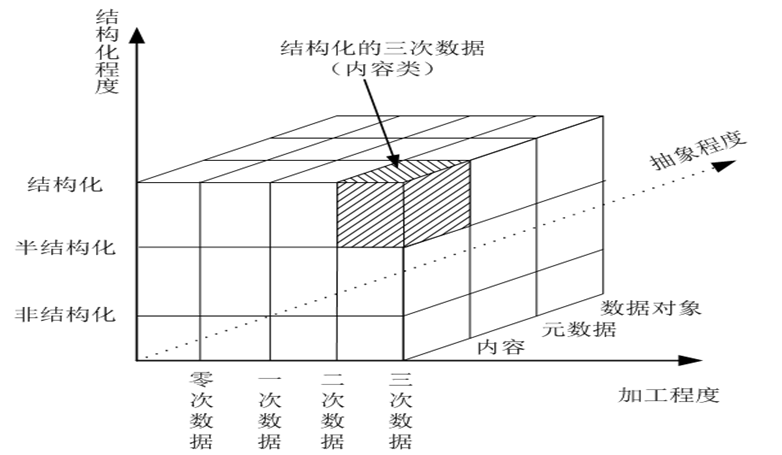 结构化程度
结构化的三次数据
（内容类）
抽象程度
结构化
半结构化
非结构化
数据对象
元数据
内容
零次数据
一次数据
二次数据
三次数据
加工程度